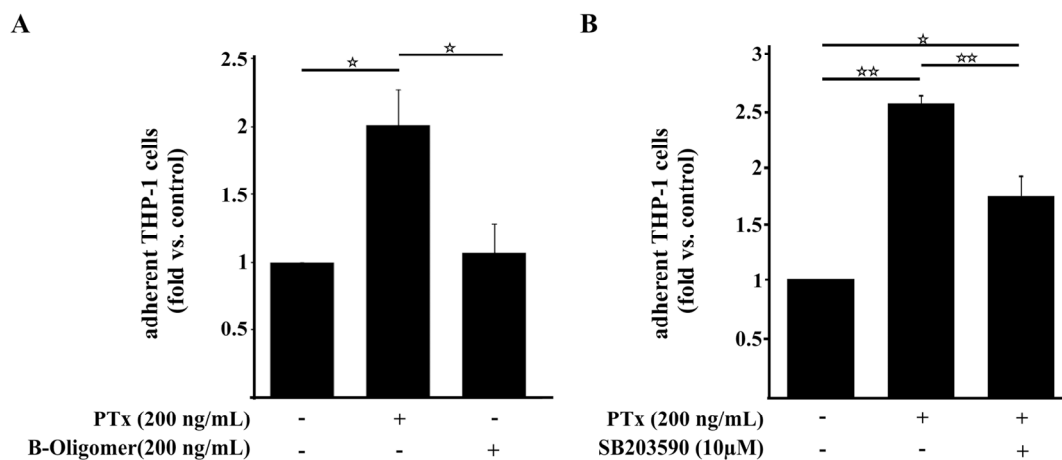 A
adherent THP-1 cells
(fold vs. control)
2.5
2
1.5
1
0.5
☆
☆
PTx (200 ng/mL) - + -
B-Oligomer(200 ng/mL) - - +
B
adherent THP-1 cells
(fold vs. control)
3
2.5
2
1.5
1
0.5
☆
☆☆
☆☆
PTx (200 ng/mL) - + +
SB203590 (10µM) - - +